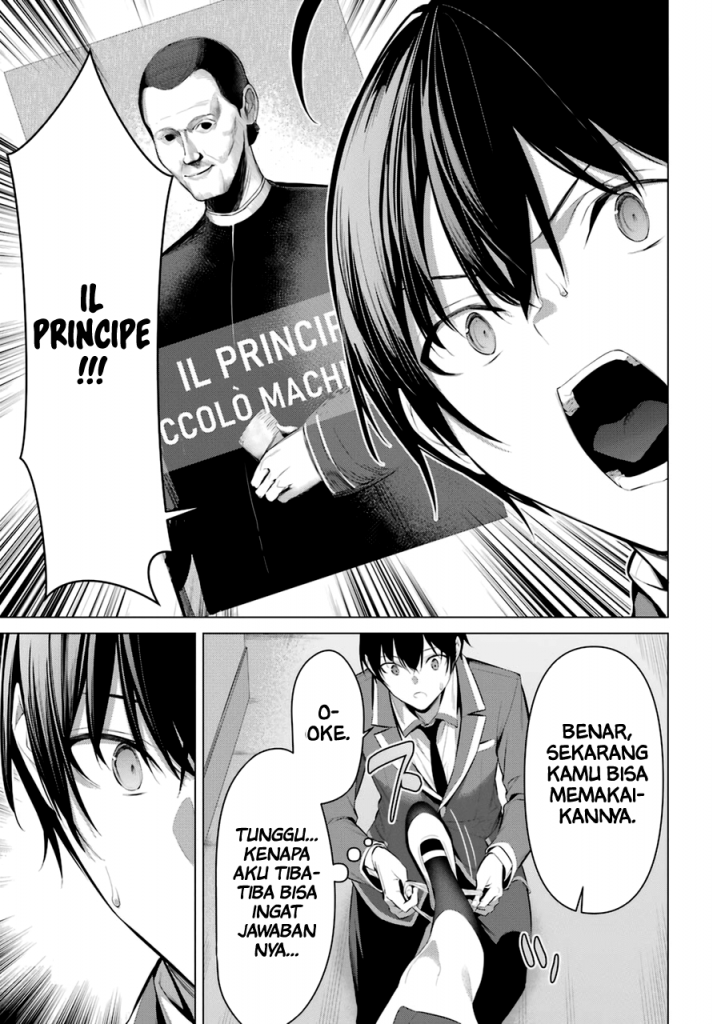 IL PRINCIP
CCOLÒ MACHI
IL
PRINCIPE
!!!
BENAR,
SEKARANG
KAMU BISA
MEMAKAI-
KANNYA.
O-
OKE.
TUNGGU...
KENAPA
AKU TIBA-
TIBA BISA
INGAT
JAWABAN
NYA...